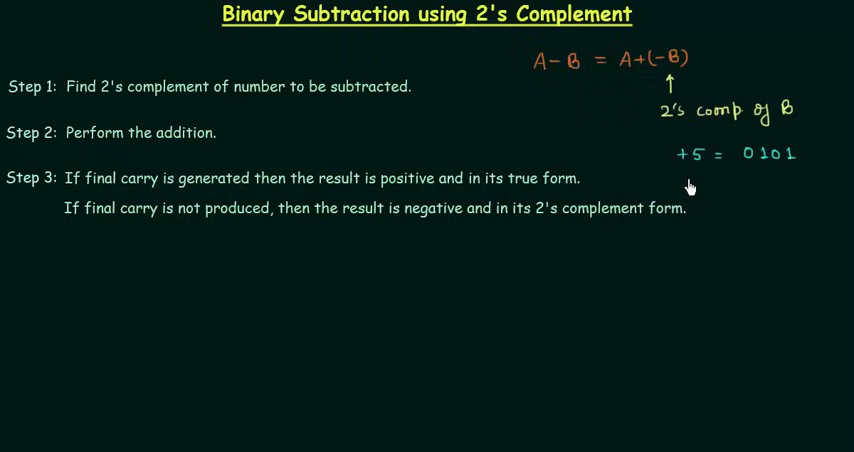 Binary Subtraction using 2's Complement
A - B = A+(-B)
↑
Step 1: Find 2's complement of number to be subtracted.
2's comp. of B
Step 2: Perform the addition.
+5 = 0101
Step 3: If final carry is generated then the result is positive and in its true form.
If final carry is not produced, then the result is negative and in its 2's complement form.